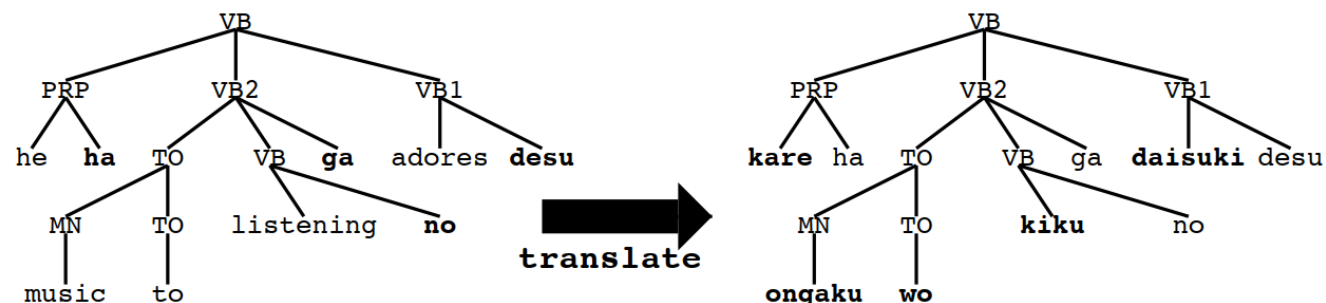 VB VB
PRP VB2 VB1 PRP VB2 VB1
he ha TO VB ga adores desu kare ha TO VB ga daisuki desu
MN TO listening no MN TO kiku no
translate
music to ongaku wo